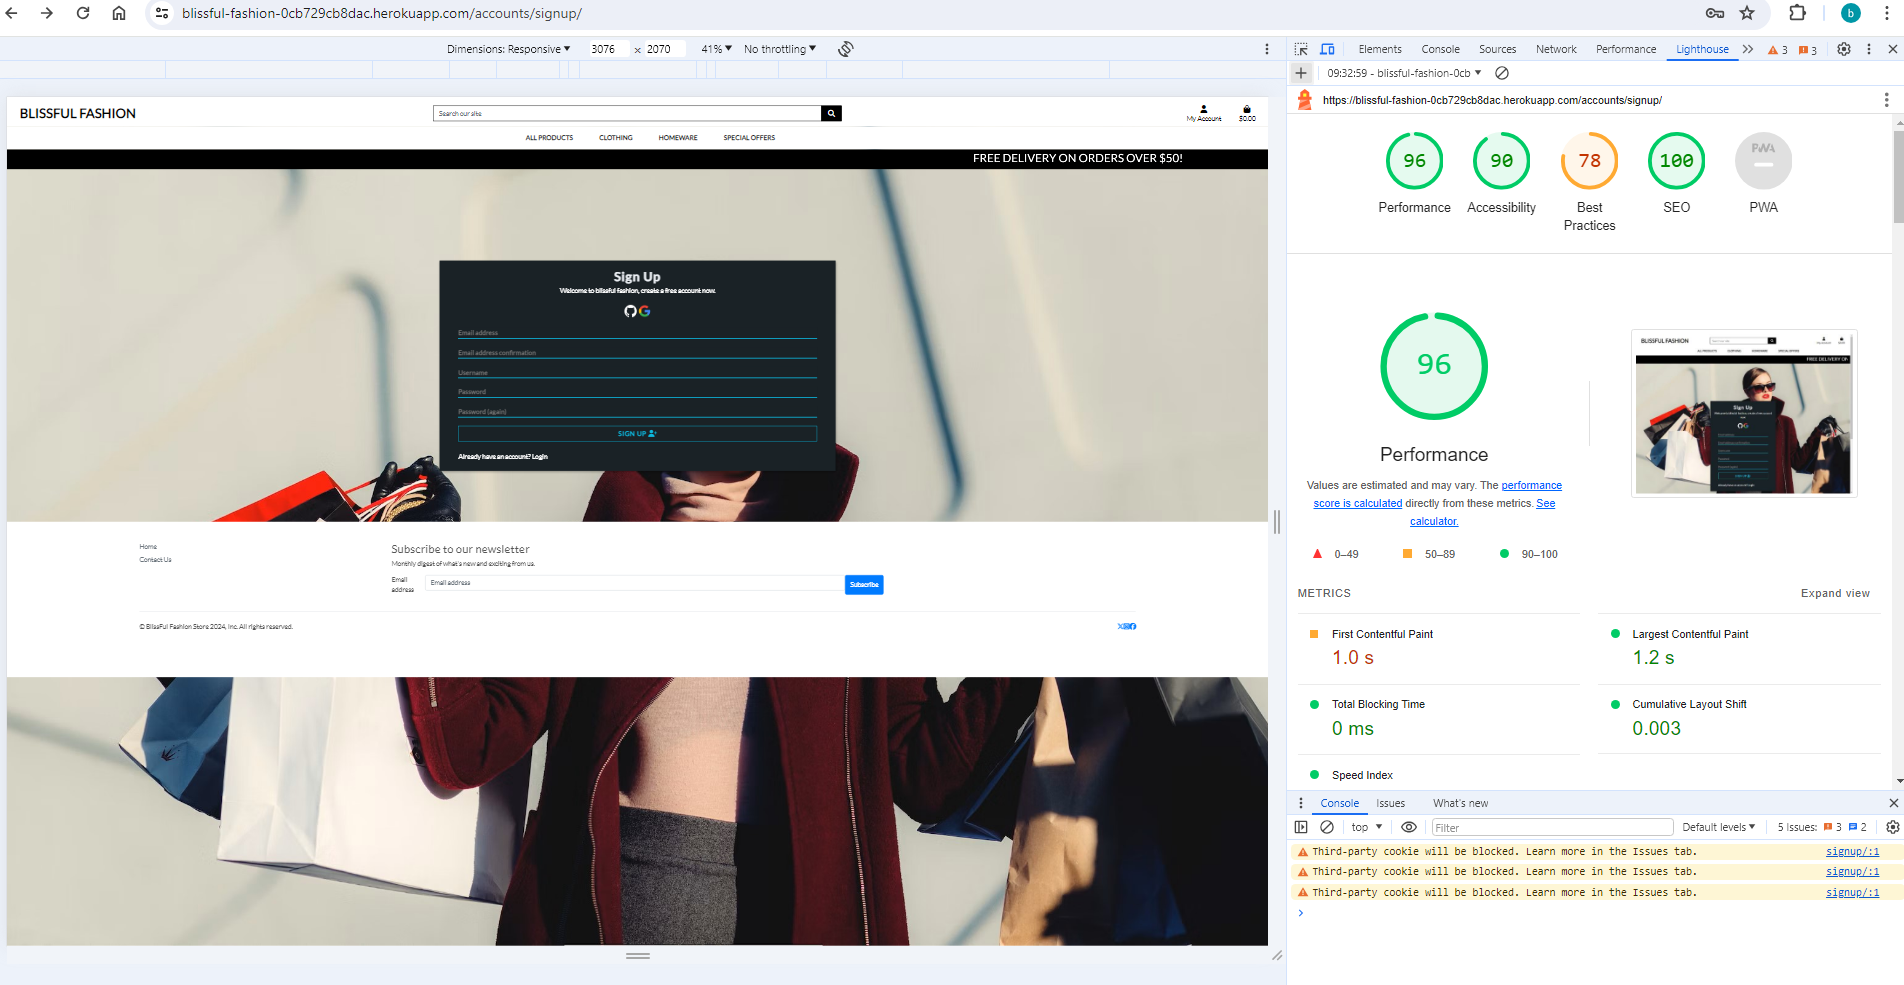 blissful-fashion-0cb729cb8dac.herokuapp.com/accounts/signup/
b
Dimensions: Responsive 3076 x 2070 41% No throttling
Elements Console Sources Network Performance Lighthouse 3 3
09:32:59 - blissful-fashion-0cb
https://blissful-fashion-0cb729cb8dac.herokuapp.com/accounts/signup/
BLISSFUL FASHION
Search our site
My Account
$0.00
ALL PRODUCTS CLOTHING HOMEWARE SPECIAL OFFERS
FREE DELIVERY ON ORDERS OVER $50!
Sign Up
Welcome to blissful fashion, create a free account now.
Email address
Email address confirmation
Username
Password
Password (again)
SIGN UP
Already have an account? Login
Home
Contact Us
Subscribe to our newsletter
Monthly digest of what's new and exciting from us.
Email
address
Email address
Subscribe
© BlissFul Fashion Store 2024, Inc. All rights reserved.
96 90 78 100 PWA
Performance Accessibility Best
Practices SEO PWA
96
Performance
Values are estimated and may vary. The performance
score is calculated directly from these metrics. See
calculator.
BLISSFUL FASHION
FREE DELIVERY ON
Sign Up
0–49 50–89 90–100
METRICS Expand view
First Contentful Paint
1.0 s
Largest Contentful Paint
1.2 s
Total Blocking Time
0 ms
Cumulative Layout Shift
0.003
Speed Index
Console Issues What's new
top Filter Default levels 5 Issues: 3 2
Third-party cookie will be blocked. Learn more in the Issues tab. signup/:1
Third-party cookie will be blocked. Learn more in the Issues tab. signup/:1
Third-party cookie will be blocked. Learn more in the Issues tab. signup/:1